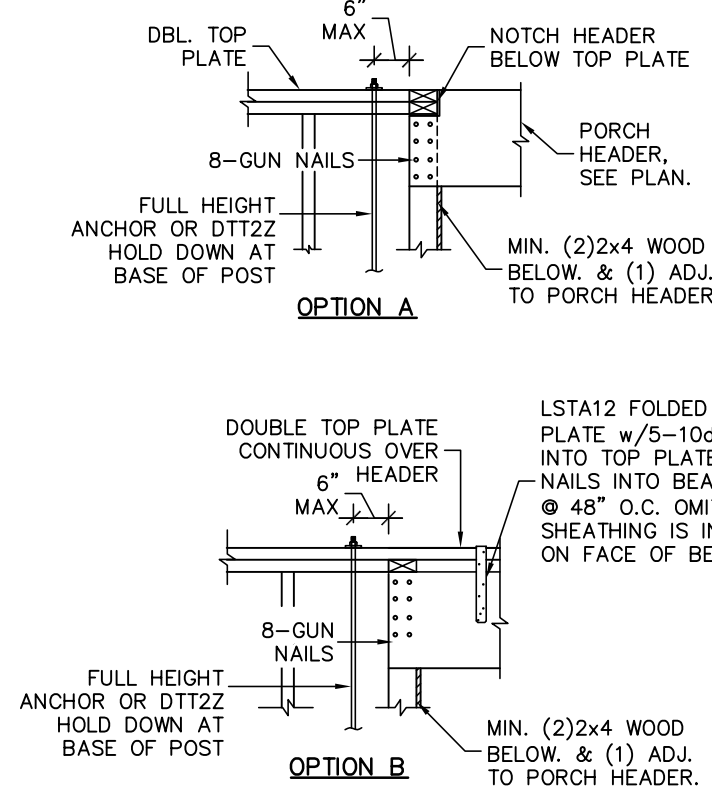 6"
MAX
DBL. TOP
PLATE
NOTCH HEADER
BELOW TOP PLATE
PORCH
HEADER,
SEE PLAN.
8-GUN NAILS
FULL HEIGHT
ANCHOR OR DTT2Z
HOLD DOWN AT
BASE OF POST
MIN. (2)2x4 WOOD
BELOW. & (1) ADJ.
TO PORCH HEADER
OPTION A
DOUBLE TOP PLATE
CONTINUOUS OVER
HEADER
6"
MAX
LSTA12 FOLDED
PLATE w/5-10d
INTO TOP PLATE
NAILS INTO BEA
@ 48" O.C. OMI
SHEATHING IS IN
ON FACE OF BE
8-GUN
NAILS
FULL HEIGHT
ANCHOR OR DTT2Z
HOLD DOWN AT
BASE OF POST
MIN. (2)2x4 WOOD
BELOW. & (1) ADJ.
TO PORCH HEADER.
OPTION B